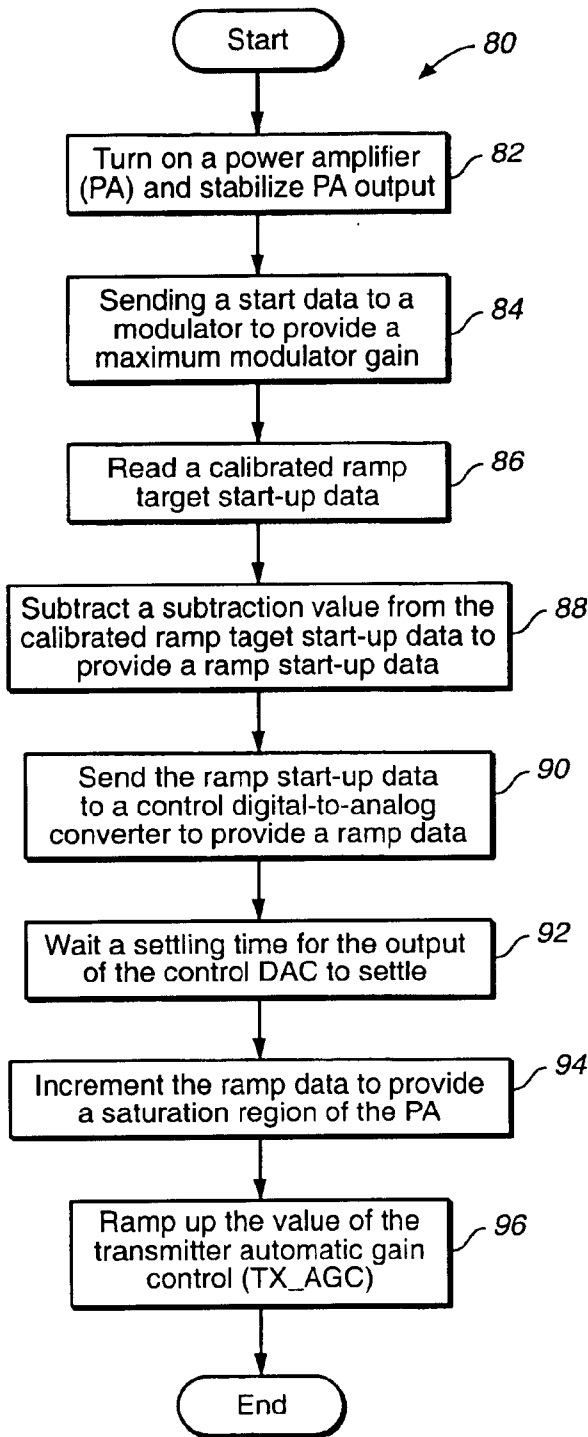 Start
80
Turn on a power amplifier
(PA) and stabilize PA output
82
Sending a start data to a
modulator to provide a
maximum modulator gain
84
Read a calibrated ramp
target start-up data
86
Subtract a subtraction value from the
calibrated ramp taget start-up data to
provide a ramp start-up data
88
Send the ramp start-up data
to a control digital-to-analog
converter to provide a ramp data
90
Wait a settling time for the output
of the control DAC to settle
92
Increment the ramp data to provide
a saturation region of the PA
94
Ramp up the value of the
transmitter automatic gain
control (TX_AGC)
96
End